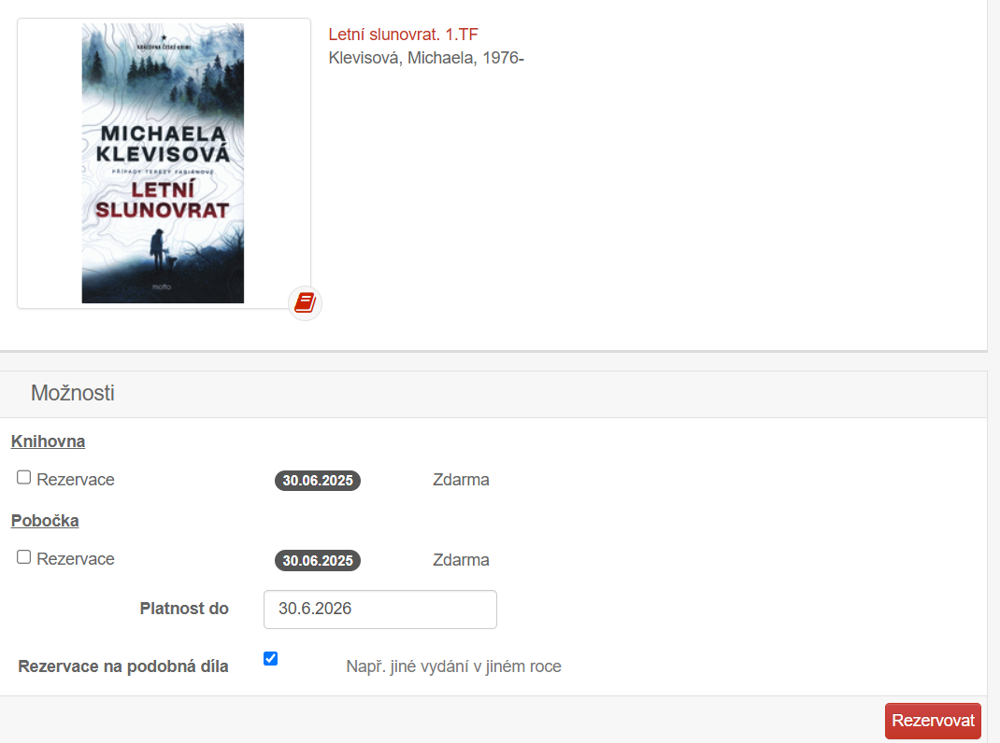 KRÁLOVNA ČESKÉ KRIMI
MICHAELA
KLEVISOVÁ
PŘÍPADY TEREZY FABIÁNOVÉ
LETNÍ
SLUNOVRAT
motto
Letní slunovrat. 1.TF
Klevisová, Michaela, 1976-
Možnosti
Knihovna
Rezervace 30.06.2025 Zdarma
Pobočka
Rezervace 30.06.2025 Zdarma
Platnost do 30.6.2026
Rezervace na podobná díla Např. jiné vydání v jiném roce
Rezervovat